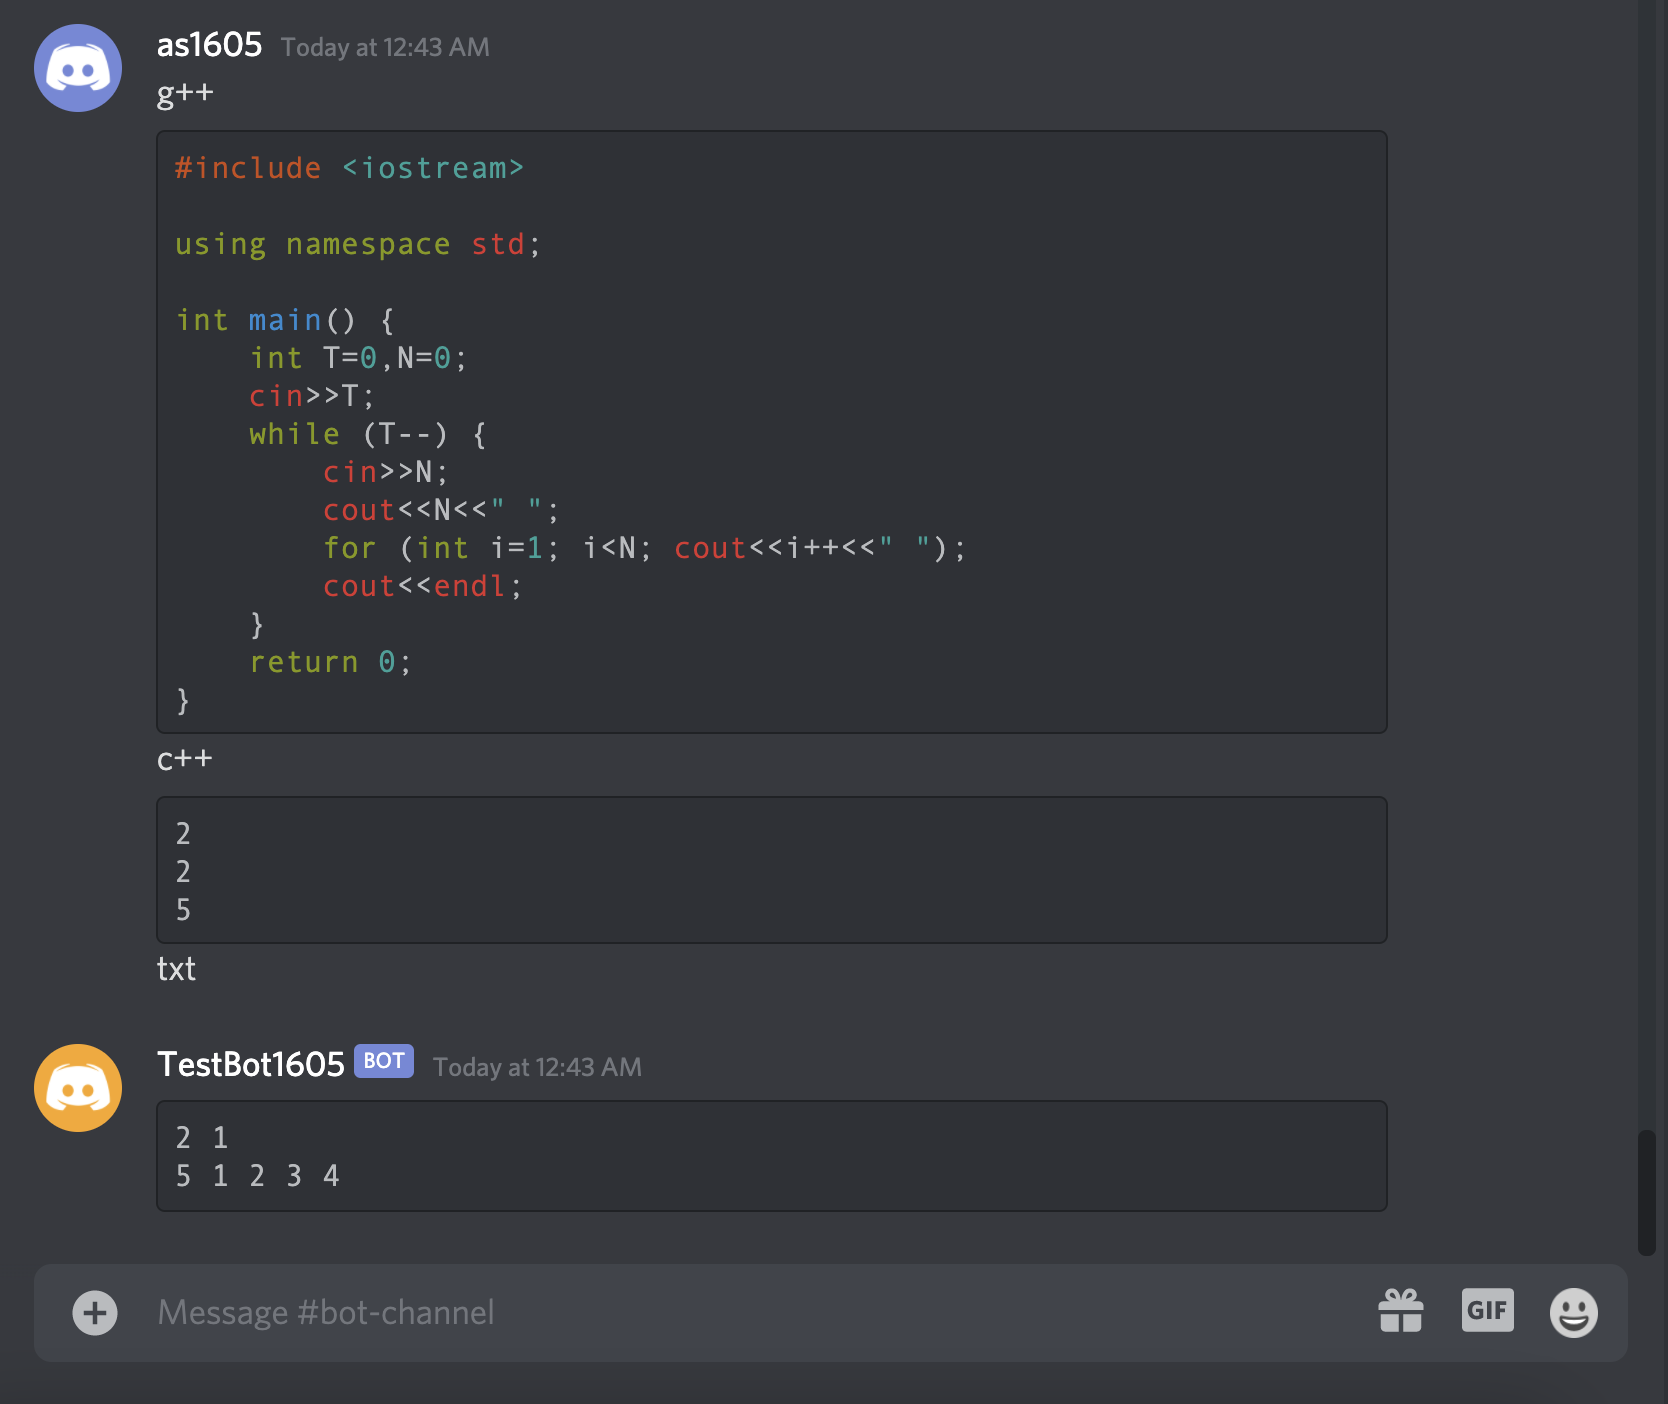 as1605 Today at 12:43 AM
g++
#include <iostream>

using namespace std;

int main() {
    int T=0,N=0;
    cin>>T;
    while (T--) {
        cin>>N;
        cout<<N<<" ";
        for (int i=1; i<N; cout<<i++<<" ");
        cout<<endl;
    }
    return 0;
}
c++
2
2
5
txt
TestBot1605 BOT Today at 12:43 AM
2 1
5 1 2 3 4
Message #bot-channel GIF